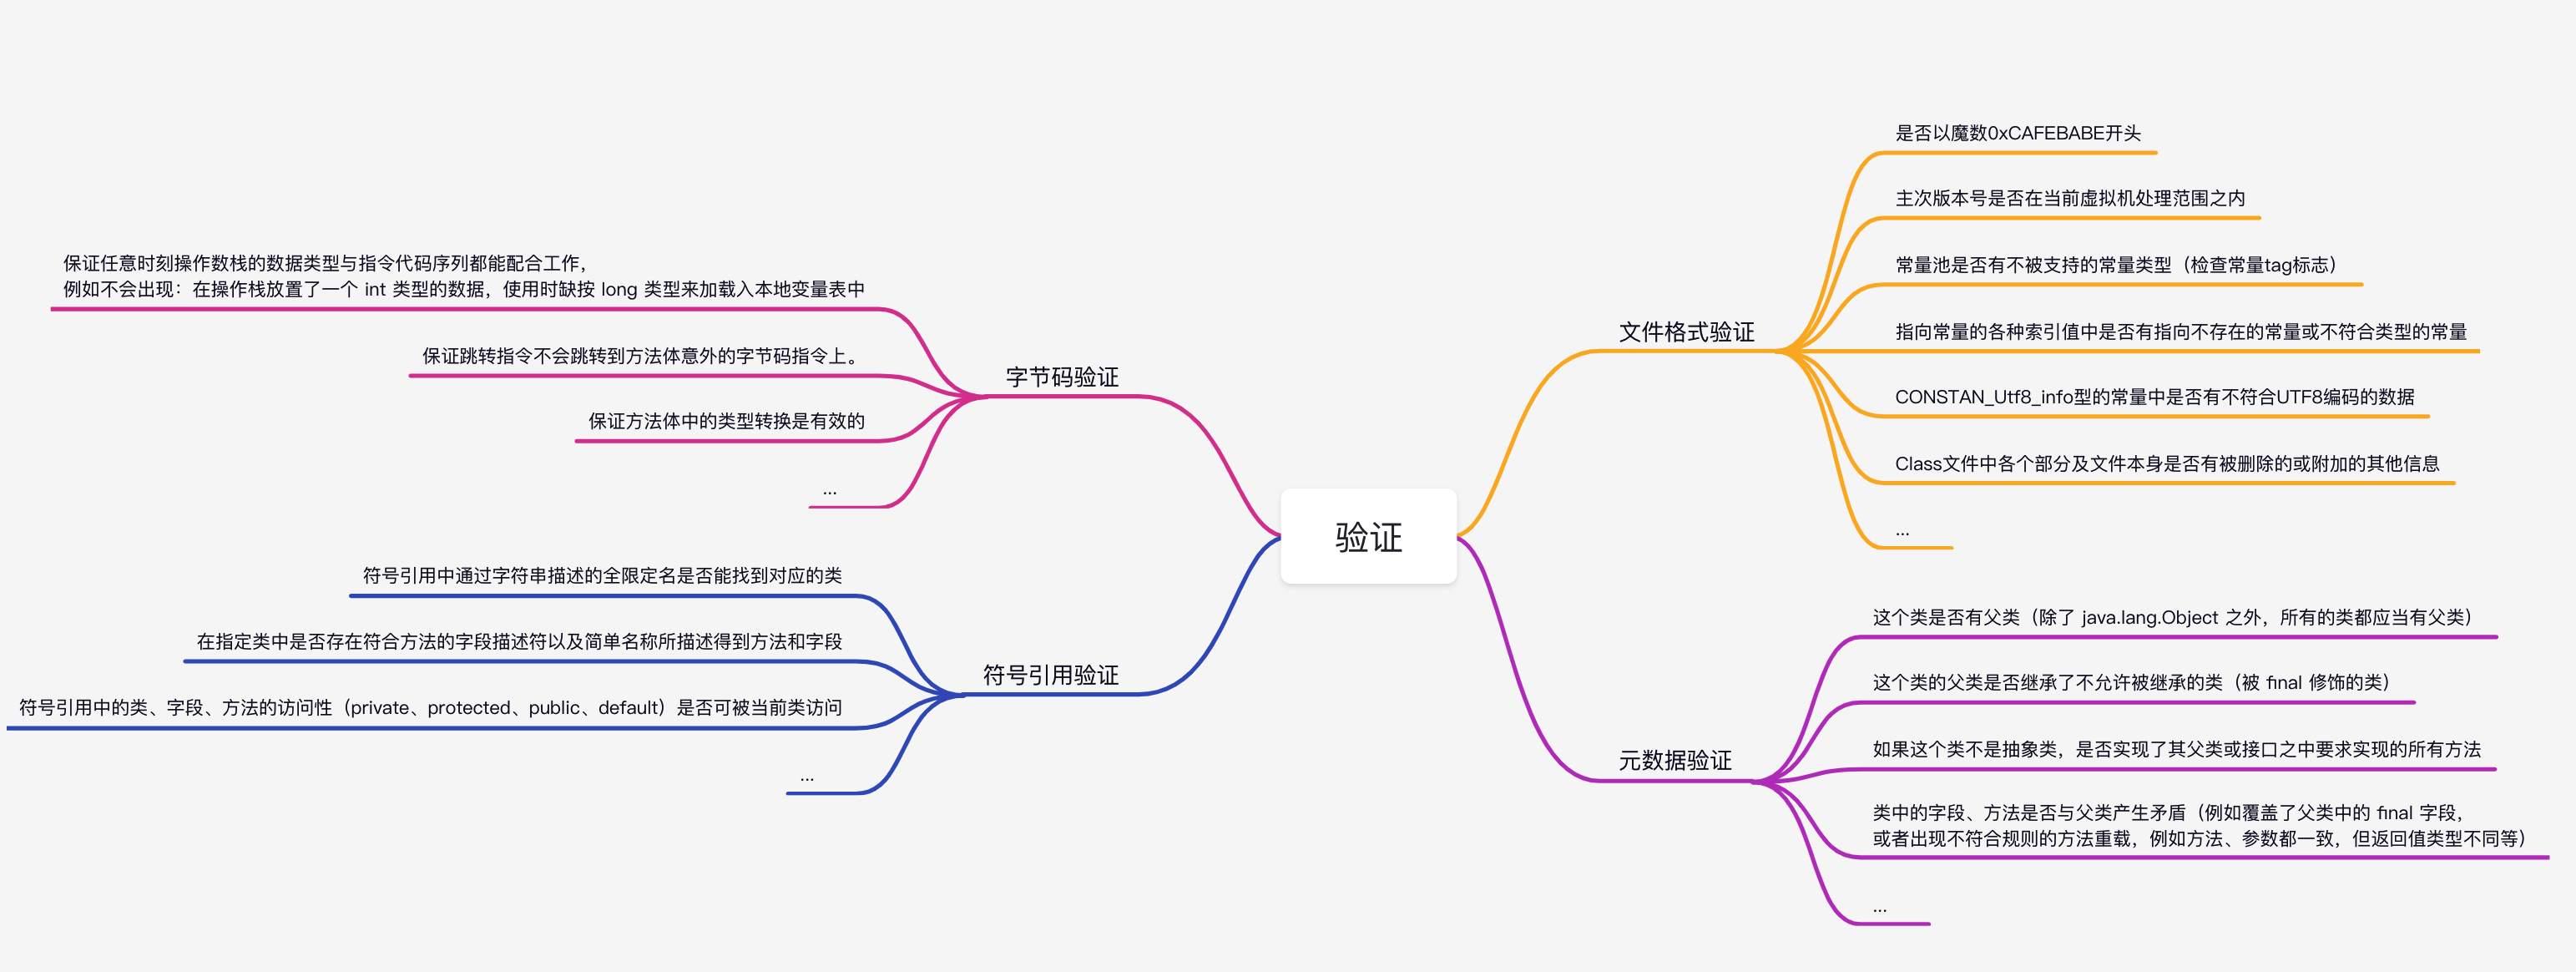 验证
文件格式验证
是否以魔数0xCAFEBABE开头
主次版本号是否在当前虚拟机处理范围之内
常量池是否有不被支持的常量类型（检查常量tag标志）
指向常量的各种索引值中是否有指向不存在的常量或不符合类型的常量
CONSTAN_Utf8_info型的常量中是否有不符合UTF8编码的数据
Class文件中各个部分及文件本身是否有被删除的或附加的其他信息
...
元数据验证
这个类是否有父类（除了 java.lang.Object 之外，所有的类都应当有父类）
这个类的父类是否继承了不允许被继承的类（被 final 修饰的类）
如果这个类不是抽象类，是否实现了其父类或接口之中要求实现的所有方法
类中的字段、方法是否与父类产生矛盾（例如覆盖了父类中的 final 字段，
或者出现不符合规则的方法重载，例如方法、参数都一致，但返回值类型不同等）
...
字节码验证
保证任意时刻操作数栈的数据类型与指令代码序列都能配合工作，
例如不会出现：在操作栈放置了一个 int 类型的数据，使用时缺按 long 类型来加载入本地变量表中
保证跳转指令不会跳转到方法体意外的字节码指令上。
保证方法体中的类型转换是有效的
...
符号引用验证
符号引用中通过字符串描述的全限定名是否能找到对应的类
在指定类中是否存在符合方法的字段描述符以及简单名称所描述得到方法和字段
符号引用中的类、字段、方法的访问性（private、protected、public、default）是否可被当前类访问
...